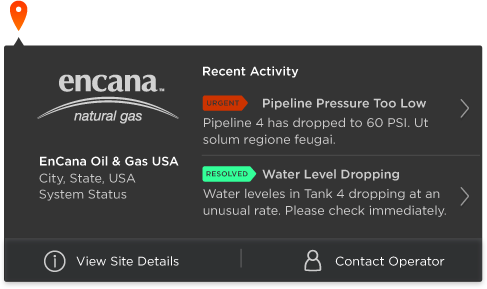 encana™
natural gas
EnCana Oil & Gas USA
City, State, USA
System Status
Recent Activity
URGENT Pipeline Pressure Too Low
Pipeline 4 has dropped to 60 PSI. Ut
solum regione feugai.
RESOLVED Water Level Dropping
Water leveles in Tank 4 dropping at an
unusual rate. Please check immediately.
View Site Details
Contact Operator